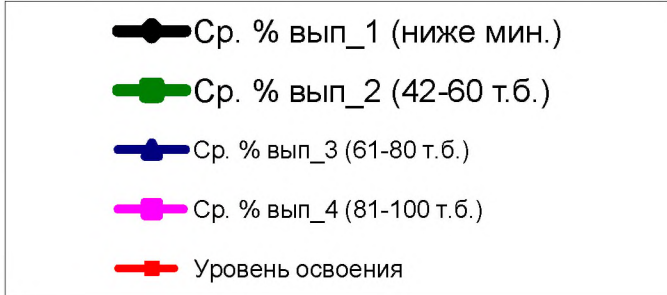 Ср. % вып_1 (ниже мин.)
Ср. % вып_2 (42-60 т.б.)
Ср. % вып_3 (61-80 т.б.)
Ср. % вып_4 (81-100 т.б.)
Уровень освоения